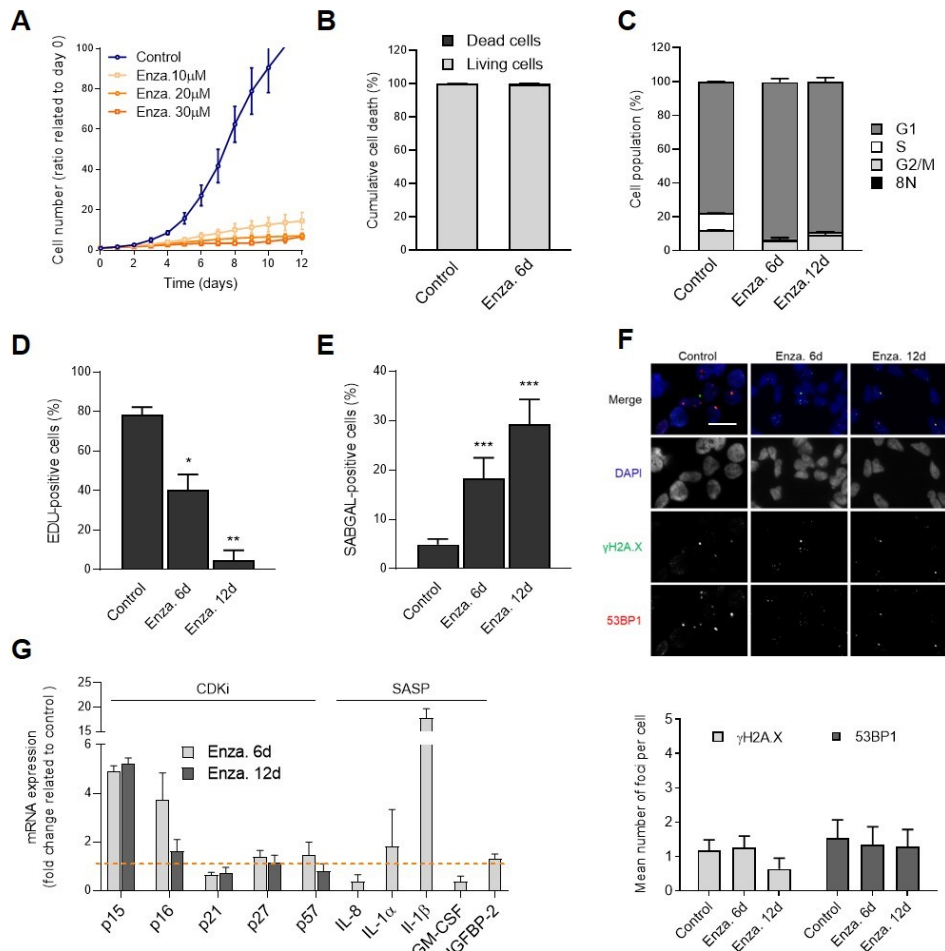 A
Cell number (ratio related to day 0)
100
80
60
40
20
0
Control
Enza.10µM
Enza. 20µM
Enza. 30µM
0 2 4 6 8 10 12
Time (days)
B
Cumulative cell death (%)
120
100
80
60
40
20
0
Dead cells
Living cells
Control
Enza. 6d
C
Cell population (%)
120
100
80
60
40
20
0
G1
S
G2/M
8N
Control
Enza. 6d
Enza. 12d
D
EDU-positive cells (%)
100
80
60
40
20
0
*
**
Control
Enza. 6d
Enza. 12d
E
SABGAL-positive cells (%)
40
30
20
10
0
***
***
Control
Enza. 6d
Enza. 12d
F
Control Enza. 6d Enza. 12d
Merge
DAPI
γH2A.X
53BP1
Mean number of foci per cell
5
4
3
2
1
0
γH2A.X 53BP1
Control
Enza. 6d
Enza. 12d
Control
Enza. 6d
Enza. 12d
G
mRNA expression
(fold change related to control )
25
20
15
6
4
2
0
CDKi SASP
Enza. 6d
Enza. 12d
p15
p16
p21
p27
p57
IL-8
IL-1α
Il-1β
GM-CSF
IGFBP-2